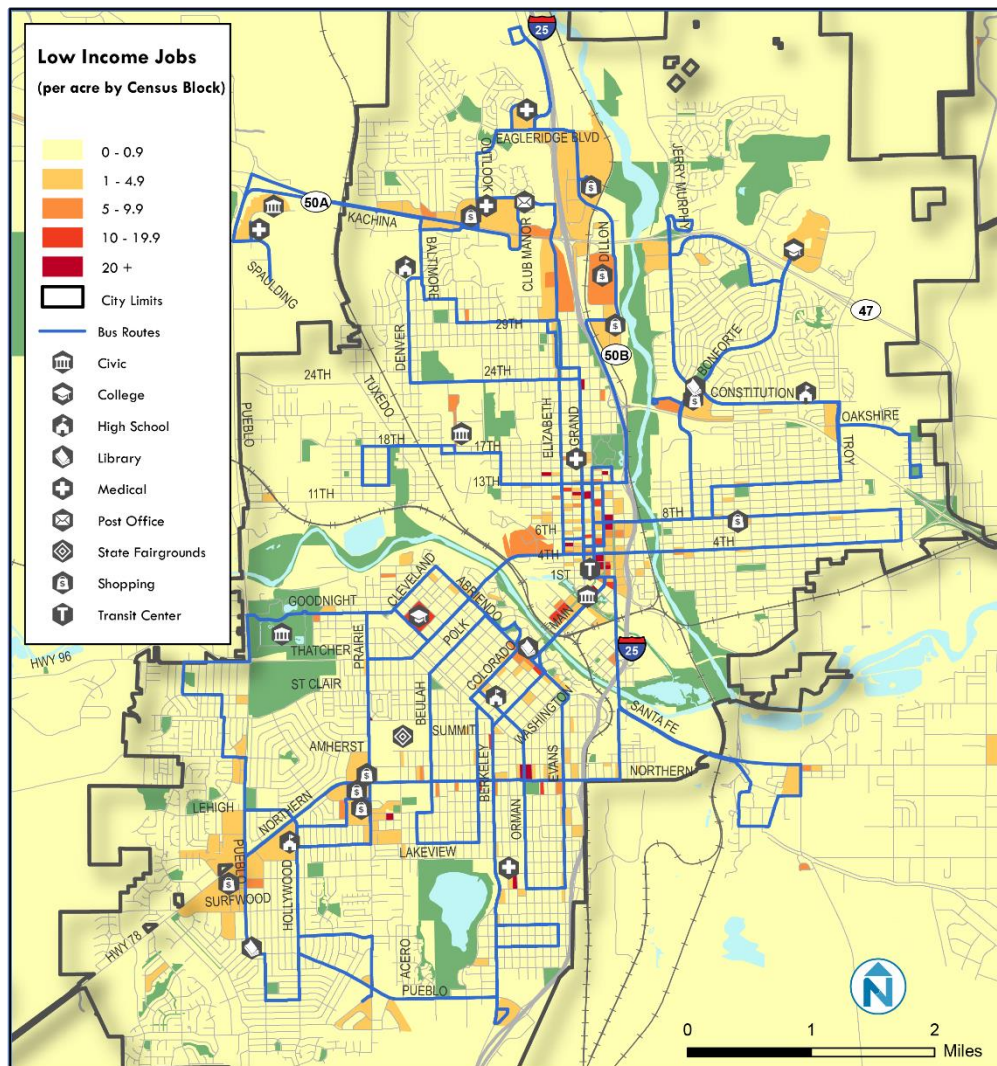 Low Income Jobs
(per acre by Census Block)
0 - 0.9
1 - 4.9
5 - 9.9
10 - 19.9
20 +
City Limits
Bus Routes
Civic
College
High School
Library
Medical
Post Office
State Fairgrounds
Shopping
T
Transit Center
25
EAGLERIDGE BLVD
OUTLOOK
JERRY MURPHY
50A
KACHINA
BALTIMORE
CLUB MANOR
DILLON
SPAULDING
47
29TH
50B
DENVER
24TH
24TH
TUXEDO
ELIZABETH
GRAND
BONFORTE
CONSTITUTION
OAKSHIRE
TROY
PUEBLO
18TH
17TH
13TH
11TH
8TH
6TH
4TH
4TH
1ST
T
CLEVELAND
ABRIENDO
MAIN
GOODNIGHT
POLK
COLORADO
25
THATCHER
PRAIRIE
HWY 96
ST CLAIR
BEULAH
WASHINGTON
SANTA FE
SUMMIT
AMHERST
BERKELEY
EVANS
NORTHERN
NORTHERN
LEHIGH
ORMAN
LAKEVIEW
PUEBLO
HOLLYWOOD
SURFWOOD
HWY 78
ACERO
PUEBLO
N
0 1 2
Miles